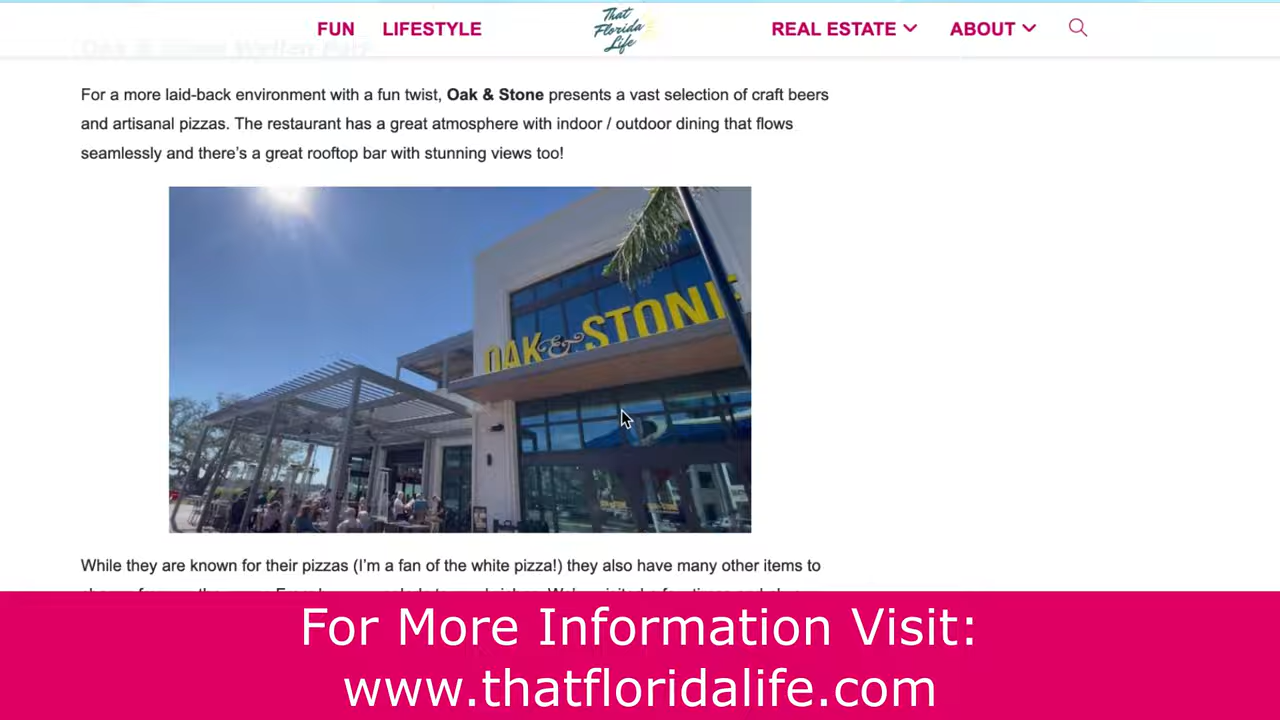 FUN LIFESTYLE That Florida Life REAL ESTATE ABOUT
For a more laid-back environment with a fun twist, Oak & Stone presents a vast selection of craft beers
and artisanal pizzas. The restaurant has a great atmosphere with indoor / outdoor dining that flows
seamlessly and there's a great rooftop bar with stunning views too!
OAK & STONE
While they are known for their pizzas (I'm a fan of the white pizza!) they also have many other items to
For More Information Visit:
www.thatfloridalife.com